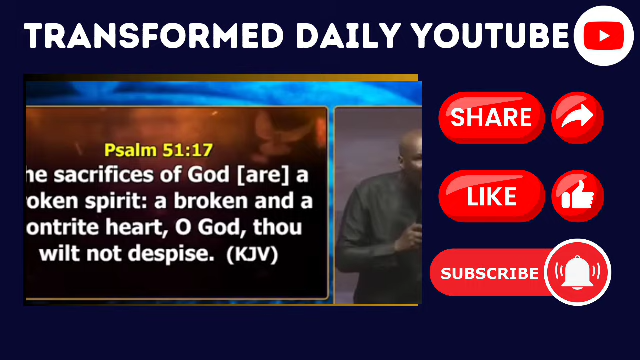 TRANSFORMED DAILY YOUTUBE
Psalm 51:17
he sacrifices of God [are] a
oken spirit: a broken and a
ontrite heart, O God, thou
wilt not despise. (KJV)
SHARE
LIKE
SUBSCRIBE